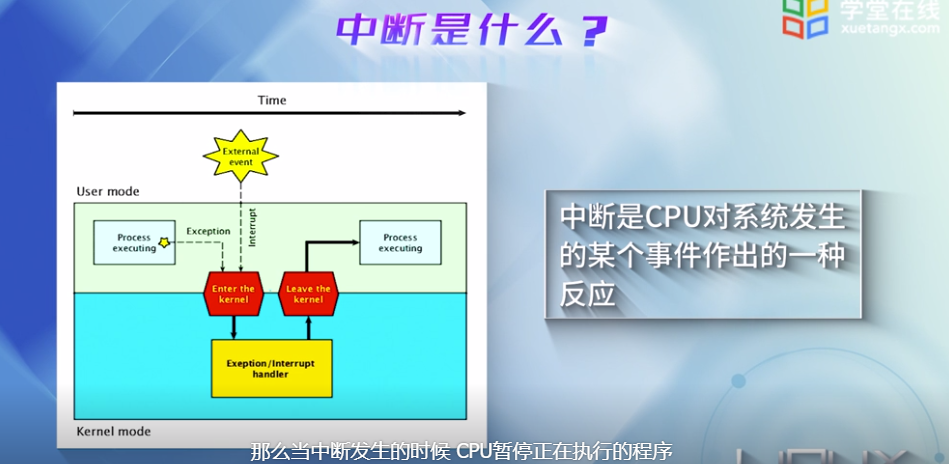 中断是什么？
学堂在线
xuetangx.com
Time
External
event
User mode
Process
executing
Exception
Interrupt
Process
executing
Enter the
kernel
Leave the
kernel
Exeption/Interrupt
handler
Kernel mode
中断是CPU对系统发生
的某个事件作出的一种
反应
那么当中断发生的时候 CPU暂停正在执行的程序